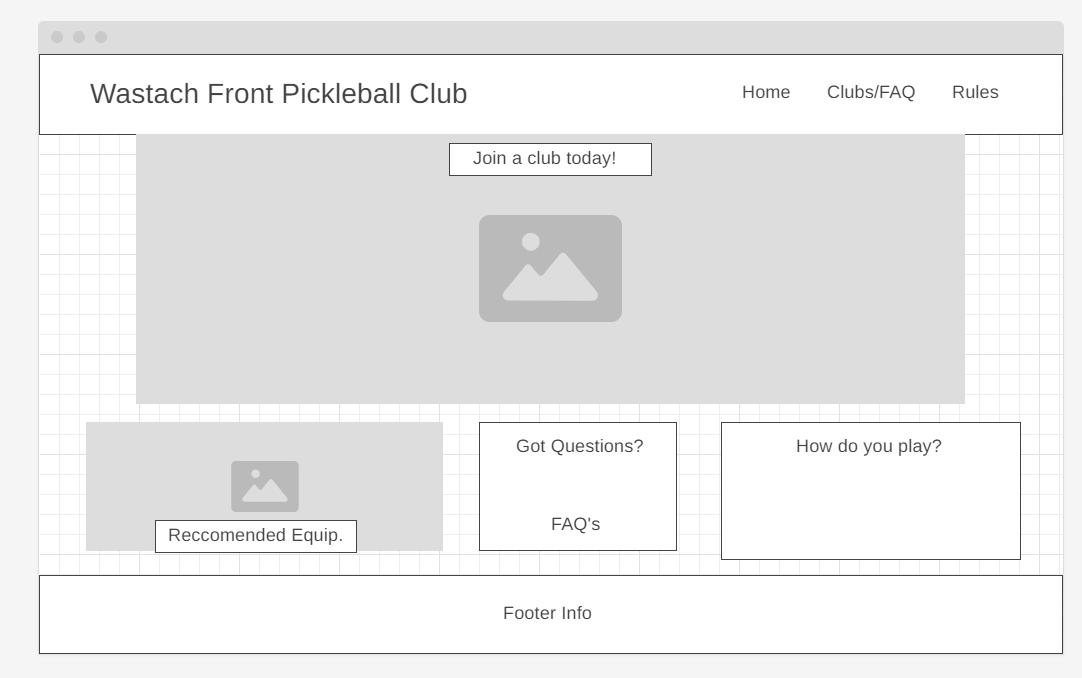 Wastach Front Pickleball Club
Home Clubs/FAQ Rules
Join a club today!
Got Questions?
How do you play?
FAQ's
Reccomended Equip.
Footer Info